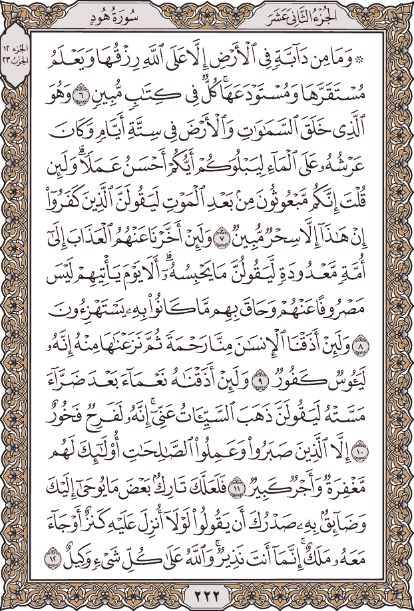 الجزء الثاني عشر
سورة هود
الجزء ١٢
الحزب ٢٣
۞ وَمَا مِن دَآبَّةٍ فِي ٱلْأَرْضِ إِلَّا عَلَى ٱللَّهِ رِزْقُهَا وَيَعْلَمُ
مُسْتَقَرَّهَا وَمُسْتَوْدَعَهَا ۚ كُلٌّ فِي كِتَٰبٍ مُّبِينٍ ٦ وَهُوَ
ٱلَّذِي خَلَقَ ٱلسَّمَٰوَٰتِ وَٱلْأَرْضَ فِي سِتَّةِ أَيَّامٍ وَكَانَ
عَرْشُهُۥ عَلَى ٱلْمَآءِ لِيَبْلُوَكُمْ أَيُّكُمْ أَحْسَنُ عَمَلًا ۗ وَلَئِن
قُلْتَ إِنَّكُم مَّبْعُوثُونَ مِنۢ بَعْدِ ٱلْمَوْتِ لَيَقُولَنَّ ٱلَّذِينَ كَفَرُوٓا۟
إِنْ هَٰذَآ إِلَّا سِحْرٌ مُّبِينٌ ٧ وَلَئِنْ أَخَّرْنَا عَنْهُمُ ٱلْعَذَابَ إِلَىٰٓ
أُمَّةٍ مَّعْدُودَةٍ لَّيَقُولُنَّ مَا يَحْبِسُهُۥٓ ۗ أَلَا يَوْمَ يَأْتِيهِمْ لَيْسَ
مَصْرُوفًا عَنْهُمْ وَحَاقَ بِهِم مَّا كَانُوا۟ بِهِۦ يَسْتَهْزِءُونَ
٨ وَلَئِنْ أَذَقْنَا ٱلْإِنسَٰنَ مِنَّا رَحْمَةً ثُمَّ نَزَعْنَٰهَا مِنْهُ إِنَّهُۥ
لَيَـُٔوسٌ كَفُورٌ ٩ وَلَئِنْ أَذَقْنَٰهُ نَعْمَآءَ بَعْدَ ضَرَّآءَ
مَسَّتْهُ لَيَقُولَنَّ ذَهَبَ ٱلسَّيِّـَٔاتُ عَنِّيٓ ۚ إِنَّهُۥ لَفَرِحٌ فَخُورٌ
١٠ إِلَّا ٱلَّذِينَ صَبَرُوا۟ وَعَمِلُوا۟ ٱلصَّٰلِحَٰتِ أُو۟لَٰٓئِكَ لَهُم
مَّغْفِرَةٌ وَأَجْرٌ كَبِيرٌ ١١ فَلَعَلَّكَ تَارِكٌۢ بَعْضَ مَا يُوحَىٰٓ إِلَيْكَ
وَضَآئِقٌۢ بِهِۦ صَدْرُكَ أَن يَقُولُوا۟ لَوْلَآ أُنزِلَ عَلَيْهِ كَنزٌ أَوْ جَآءَ
مَعَهُۥ مَلَكٌ ۚ إِنَّمَآ أَنتَ نَذِيرٌ ۚ وَٱللَّهُ عَلَىٰ كُلِّ شَيْءٍ وَكِيلٌ ١٢
٢٢٢